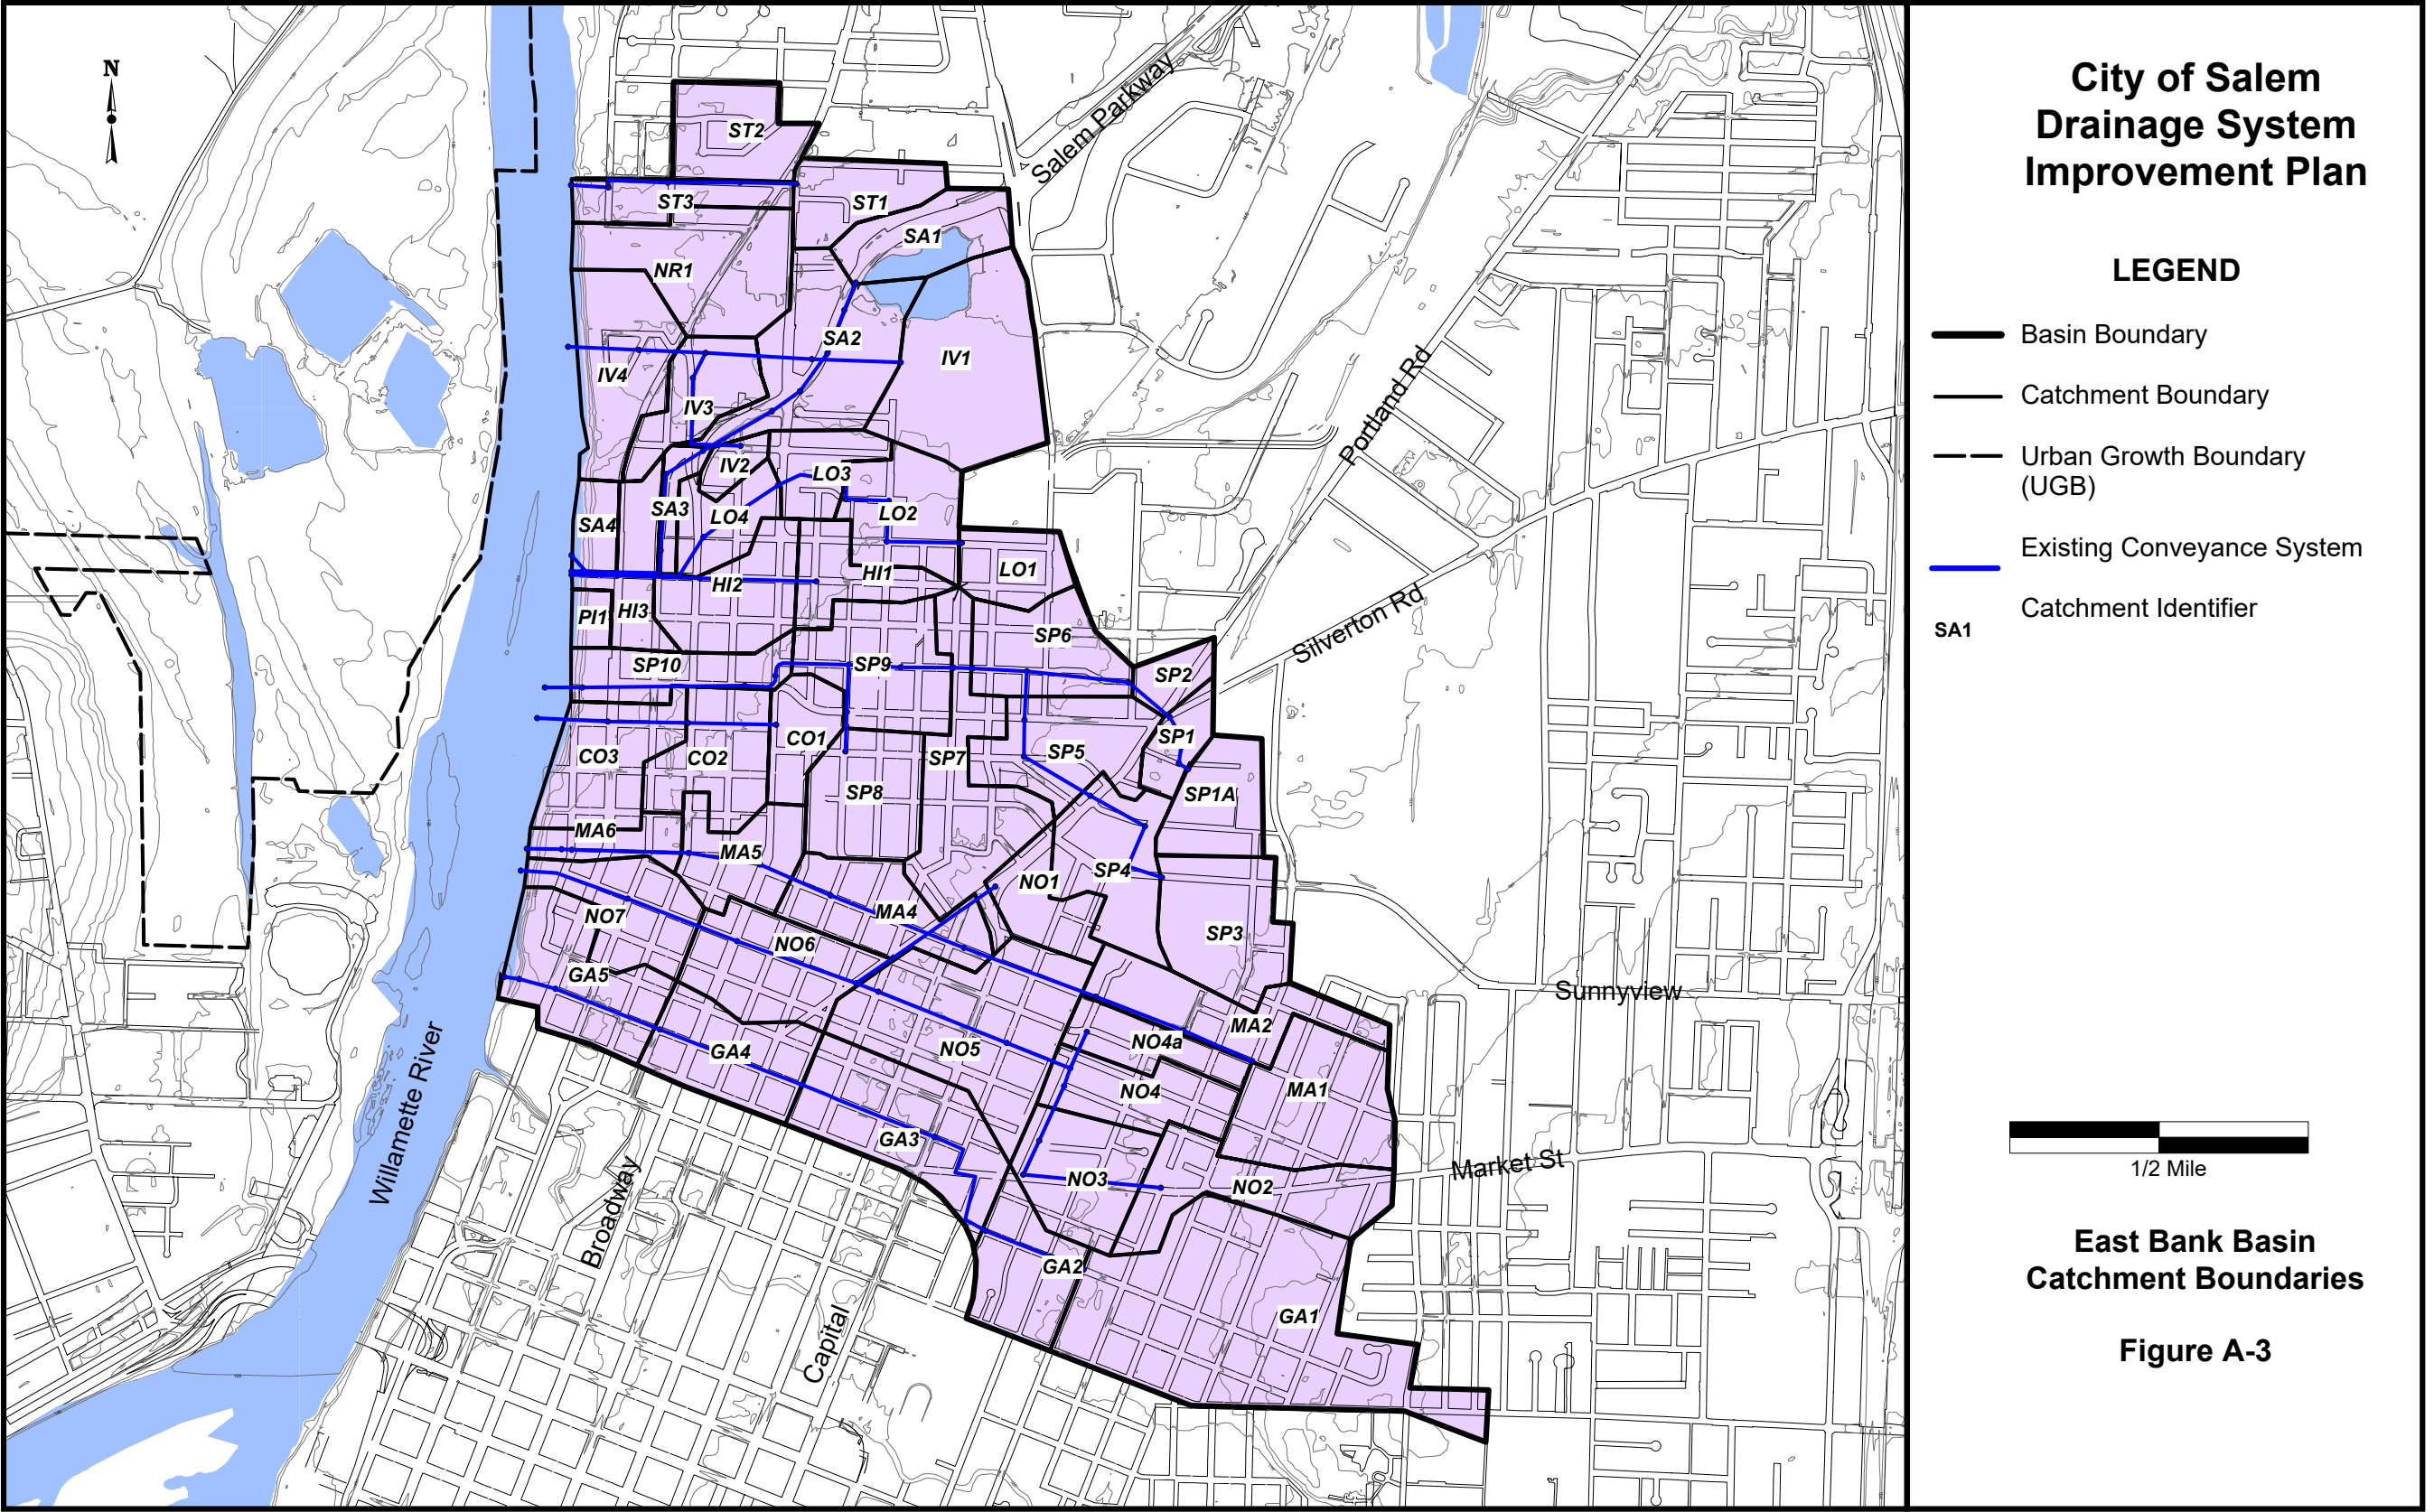 N
ST2
Salem Parkway
ST3
ST1
SA1
NR1
SA2
IV1
IV4
IV3
Portland Rd
IV2
LO3
SA3
LO4
LO2
SA4
HI1
LO1
HI2
PI1
HI3
Silverton Rd
SP6
SP10
SP9
SP2
SP1
CO1
SP5
CO3
CO2
SP7
SP8
SP1A
MA6
MA5
SP4
NO1
MA4
NO7
SP3
NO6
GA5
Sunnyview
MA2
NO4a
NO5
GA4
NO4
MA1
Willamette River
GA3
Market St
NO3
NO2
Broadway
GA2
GA1
Capital
City of Salem
Drainage System
Improvement Plan
LEGEND
Basin Boundary
Catchment Boundary
Urban Growth Boundary
(UGB)
Existing Conveyance System
Catchment Identifier
SA1
1/2 Mile
East Bank Basin
Catchment Boundaries
Figure A-3